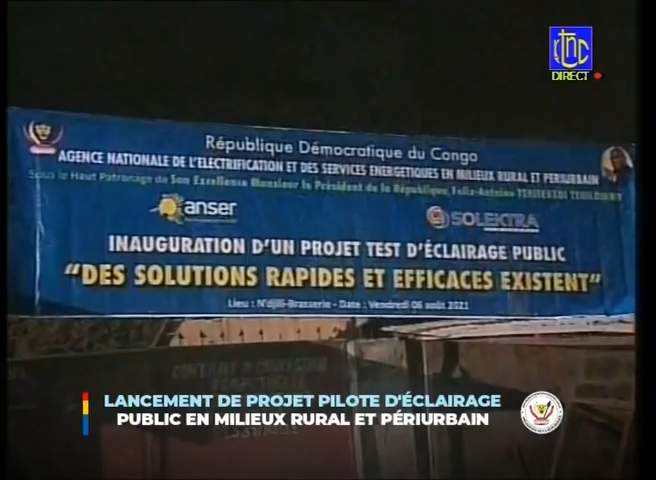 rtnc
DIRECT
République Démocratique du Congo
AGENCE NATIONALE DE L'ELECTRIFICATION ET DES SERVICES ENERGETIQUES EN MILIEUX RURAL ET PERIURBAIN
Sous le Haut Patronage de Son Excellence Monsieur le Président de la République, Felix-Antoine TSHISEKEDI TSHILOMBO
anser
SOLEKTRA
INAUGURATION D'UN PROJET TEST D'ÉCLAIRAGE PUBLIC
"DES SOLUTIONS RAPIDES ET EFFICACES EXISTENT"
Lieu : N'djili-Brasserie - Date : Vendredi 06 août 2021
LANCEMENT DE PROJET PILOTE D'ÉCLAIRAGE
PUBLIC EN MILIEUX RURAL ET PÉRIURBAIN